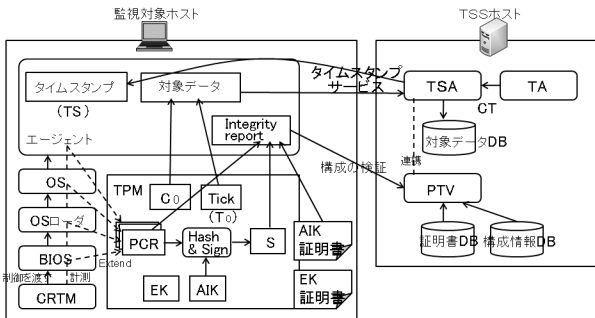 監視対象ホスト
TSSホスト
タイムスタンプ
(TS)
対象データ
タイムスタンプ
サービス
TSA
TA
CT
Integrity
report
対象データDB
エージェント
構成の検証
連携
OS
TPM
C₀
Tick
(T₀)
PTV
OSローダ
PCR
Hash
& Sign
S
AIK
証明書
証明書DB
構成情報DB
BIOS
Extend
制御を渡す
計測
EK
AIK
EK
証明書
CRTM